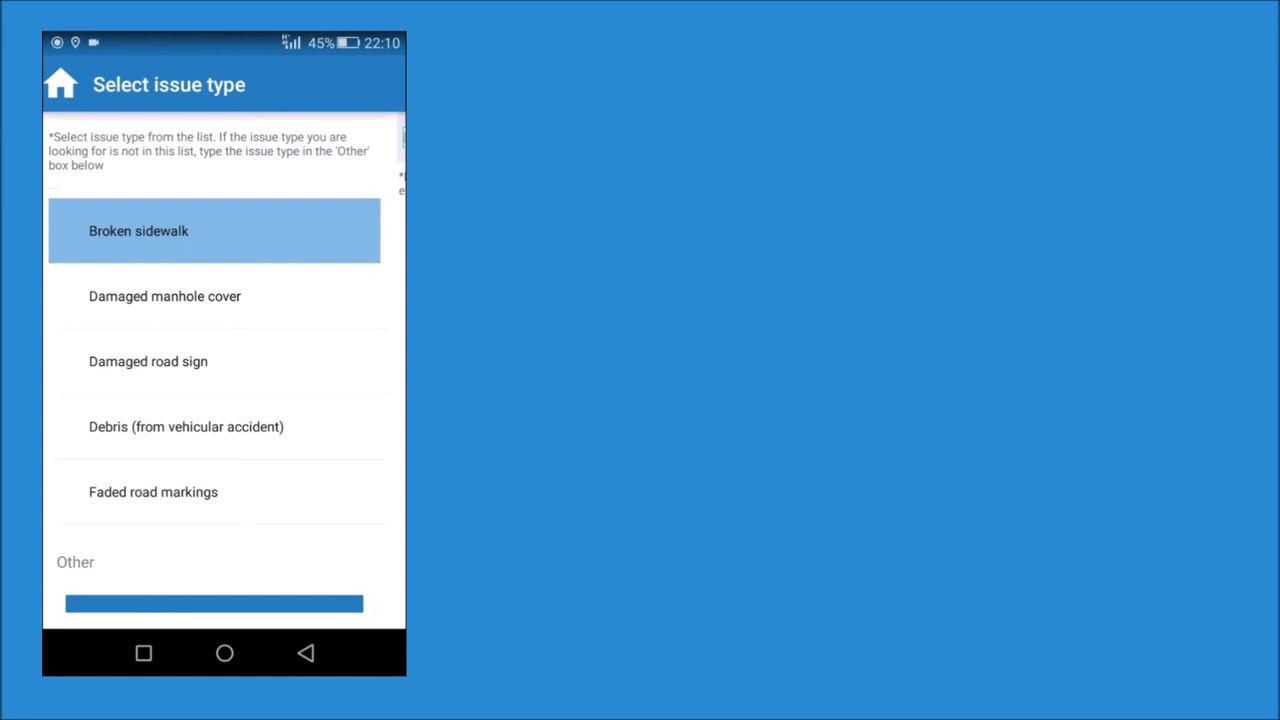 45% 22:10
Select issue type
*Select issue type from the list. If the issue type you are
looking for is not in this list, type the issue type in the 'Other'
box below
Broken sidewalk
Damaged manhole cover
Damaged road sign
Debris (from vehicular accident)
Faded road markings
Other